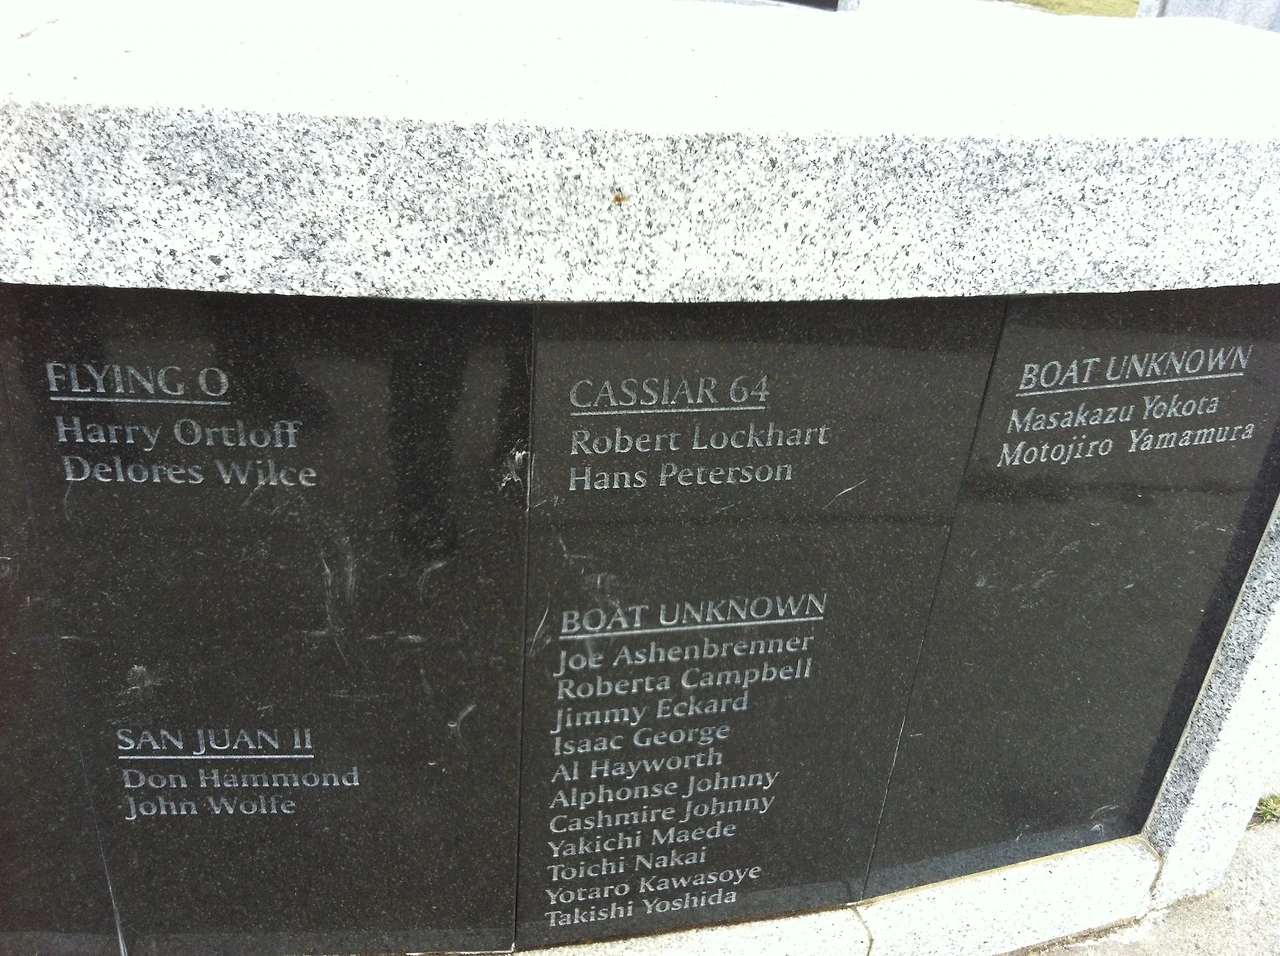 FLYING O
Harry Ortloff
Delores Wilce
SAN JUAN II
Don Hammond
John Wolfe
CASSIAR 64
Robert Lockhart
Hans Peterson
BOAT UNKNOWN
Joe Ashenbrenner
Roberta Campbell
Jimmy Eckard
Isaac George
Al Hayworth
Alphonse Johnny
Cashmire Johnny
Yakichi Maede
Toichi Nakai
Yotaro Kawasoye
Takishi Yoshida
BOAT UNKNOWN
Masakazu Yokota
Motojiro Yamamura